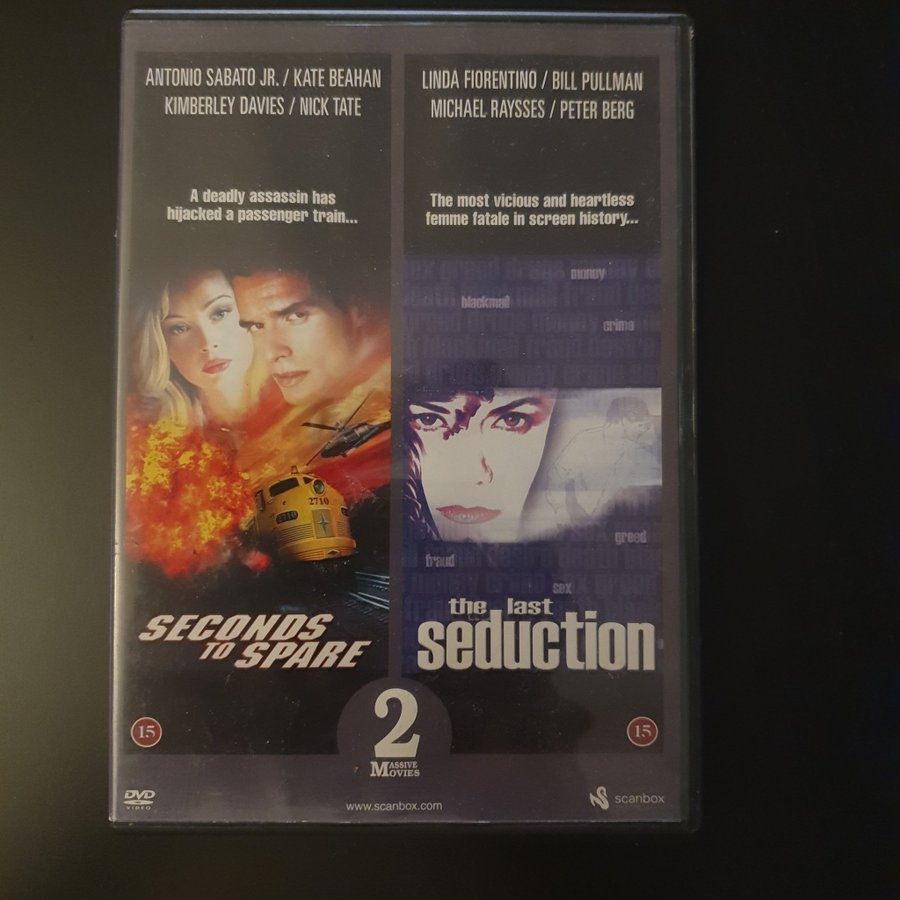 ANTONIO SABATO JR. / KATE BEAHAN
KIMBERLEY DAVIES / NICK TATE
A deadly assassin has
hijacked a passenger train...
2710
2710
SECONDS
TO SPARE
15
LINDA FIORENTINO / BILL PULLMAN
MICHAEL RAYSSES / PETER BERG
The most vicious and heartless
femme fatale in screen history...
money
blackmail
crime
greed
fraud
sex
the last
seduction
15
2
MASSIVE
MOVIES
DVD
VIDEO
www.scanbox.com
scanbox